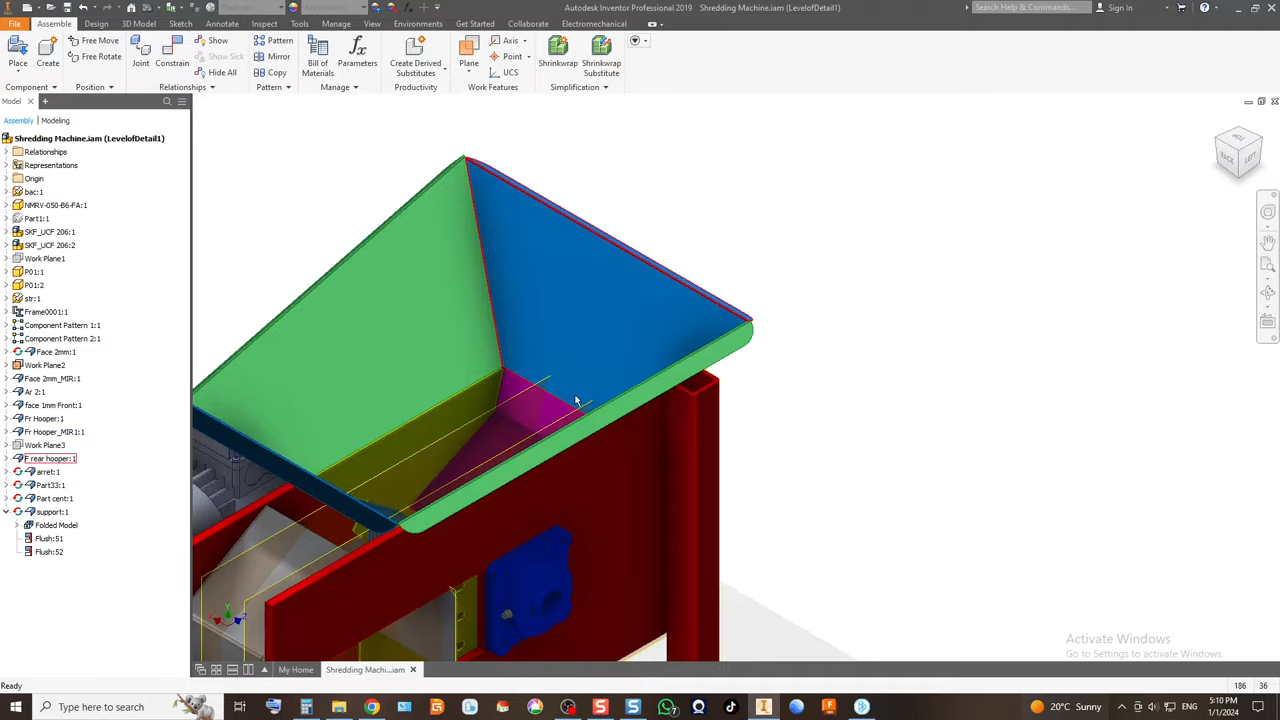 Autodesk Inventor Professional 2019   Shredding Machine.iam (LevelofDetail1)
Search Help & Commands...
Sign In
File Assemble Design 3D Model Sketch Annotate Inspect Tools Manage View Environments Get Started Collaborate Electromechanical
Place
Create
Component
Free Move
Free Rotate
Position
Joint
Constrain
Show
Show Sick
Hide All
Relationships
Pattern
Mirror
Copy
Pattern
Bill of
Materials
Parameters
Manage
Create Derived
Substitutes
Productivity
Plane
Axis
Point
UCS
Work Features
Shrinkwrap
Shrinkwrap
Substitute
Simplification
Model
Assembly Modeling
Shredding Machine.iam (LevelofDetail1)
Relationships
Representations
Origin
bac:1
NMRV-050-B6-FA:1
Part1:1
SKF_UCF 206:1
SKF_UCF 206:2
Work Plane1
P01:1
P01:2
str:1
Frame0001:1
Component Pattern 1:1
Component Pattern 2:1
Face 2mm:1
Work Plane2
Face 2mm_MIR:1
Ar 2:1
face 1mm Front:1
Fr Hooper:1
Fr Hooper_MIR1:1
Work Plane3
F rear hooper:1
arret:1
Part33:1
Part cent:1
support:1
Folded Model
Flush:51
Flush:52
BACK
LEFT
Activate Windows
Go to Settings to activate Windows.
My Home
Shredding Machi...iam
Ready
186
36
Type here to search
20°C Sunny
ENG
5:10 PM
1/1/2024